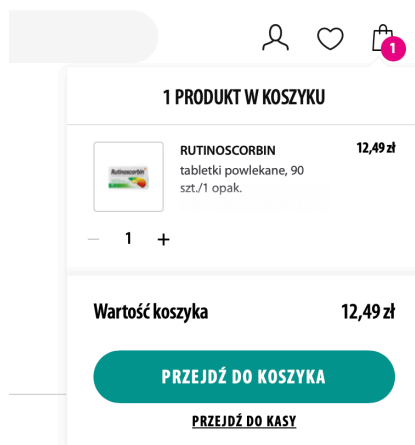 1
1 PRODUKT W KOSZYKU
Rutinoscorbin
RUTINOSCORBIN
12,49 zł
tabletki powlekane, 90
szt./1 opak.
1
Wartość koszyka
12,49 zł
PRZEJDŹ DO KOSZYKA
PRZEJDŹ DO KASY